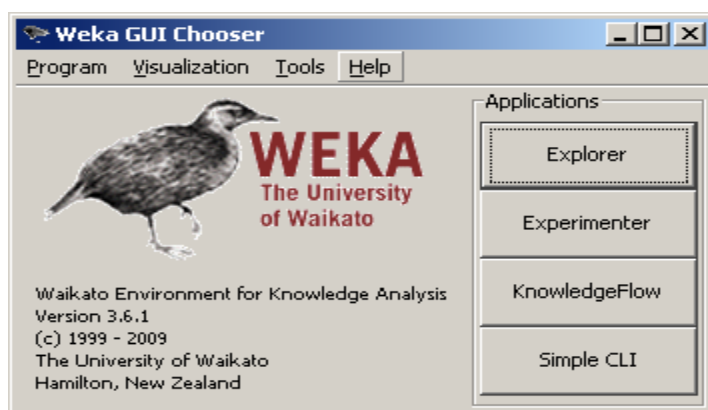 Weka GUI Chooser
Program Visualization Tools Help
WEKA
The University
of Waikato
Waikato Environment for Knowledge Analysis
Version 3.6.1
(c) 1999 - 2009
The University of Waikato
Hamilton, New Zealand
Applications
Explorer
Experimenter
KnowledgeFlow
Simple CLI